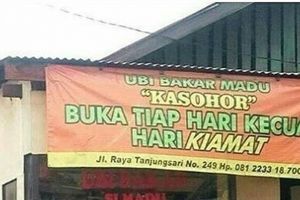 UBI BAKAR MADU
"KASOHOR"
BUKA TIAP HARI KECUA
HARI KIAMAT
Jl. Raya Tanjungsari No. 249 Hp. 081 2233 18.700